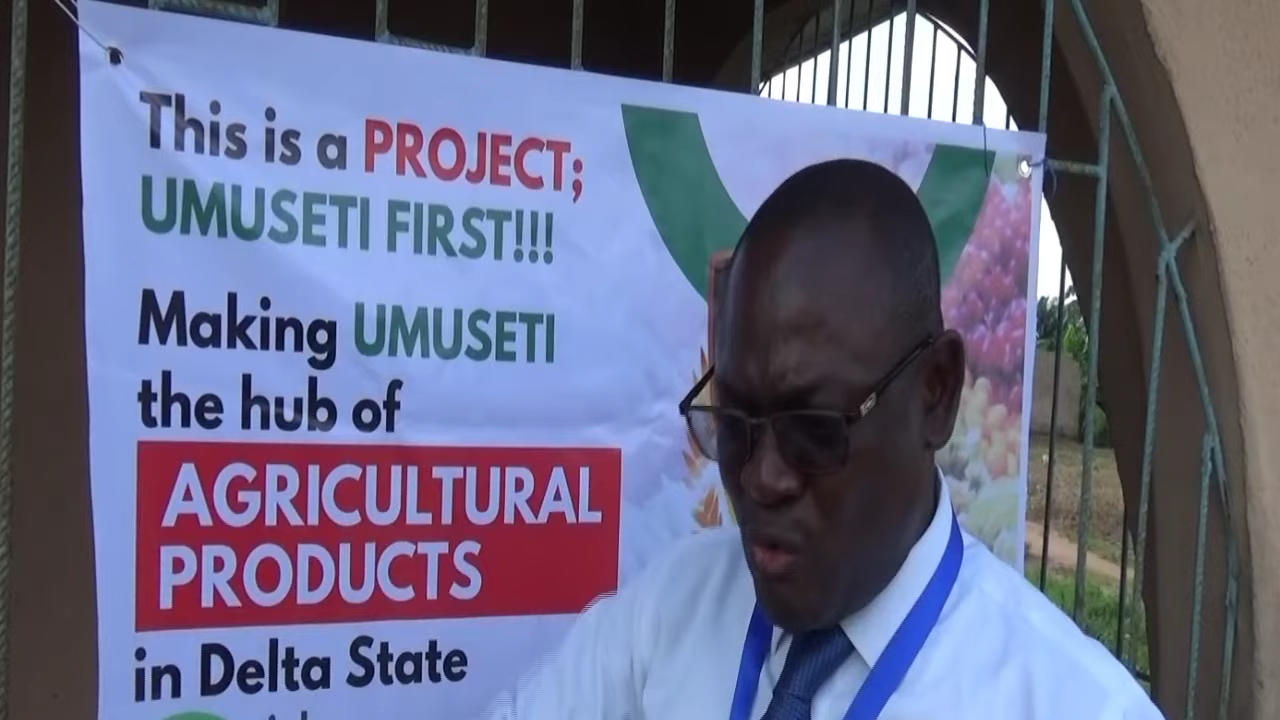 This is a PROJECT;
UMUSETI FIRST!!!
Making UMUSETI
the hub of
AGRICULTURAL
PRODUCTS
in Delta State